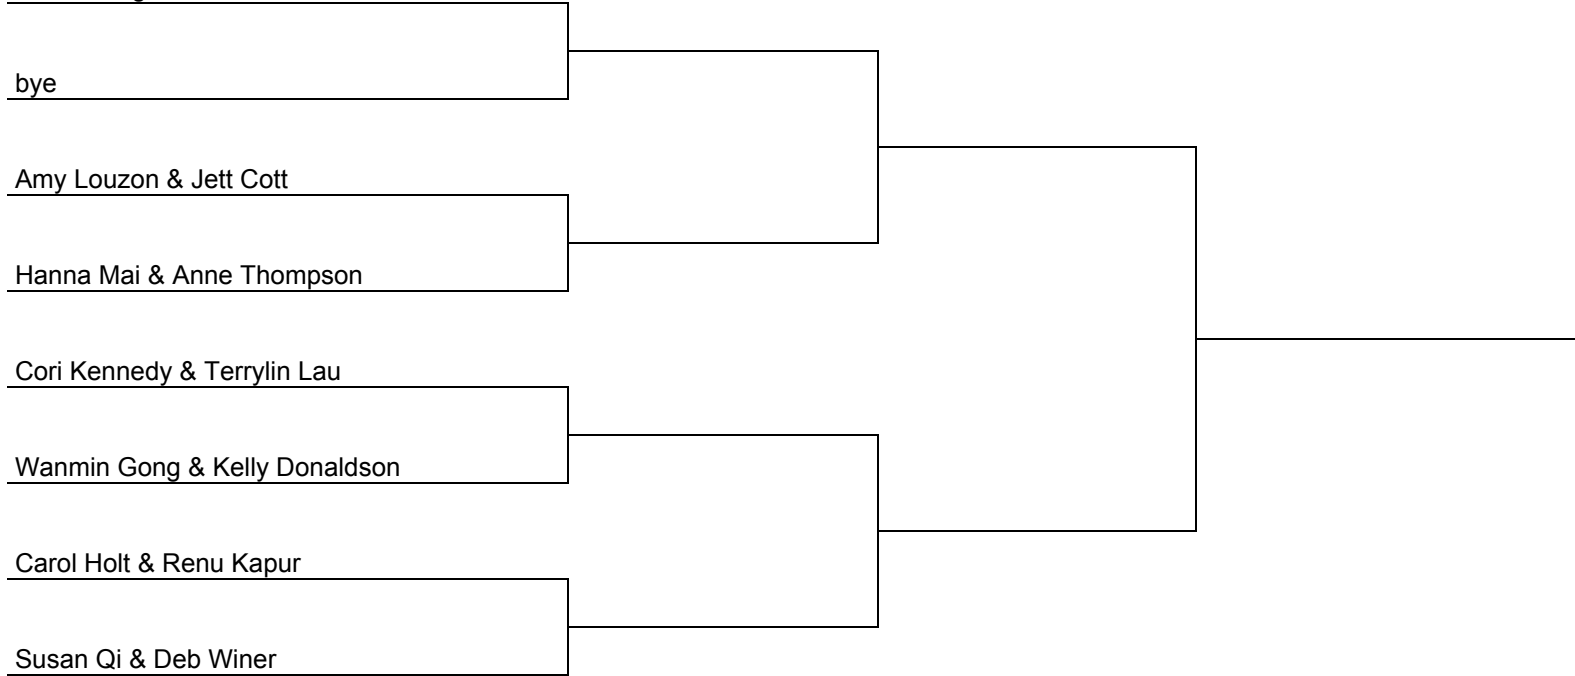 bye
Amy Louzon & Jett Cott
Hanna Mai & Anne Thompson
Cori Kennedy & Terrylin Lau
Wanmin Gong & Kelly Donaldson
Carol Holt & Renu Kapur
Susan Qi & Deb Winer